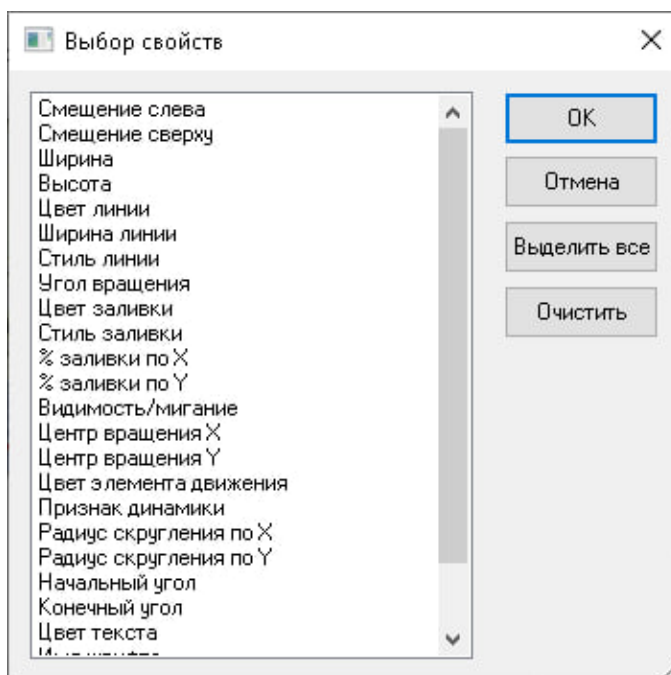 Выбор свойств
Смещение слева
Смещение сверху
Ширина
Высота
Цвет линии
Ширина линии
Стиль линии
Угол вращения
Цвет заливки
Стиль заливки
% заливки по X
% заливки по Y
Видимость/мигание
Центр вращения X
Центр вращения Y
Цвет элемента движения
Признак динамики
Радиус скругления по X
Радиус скругления по Y
Начальный угол
Конечный угол
Цвет текста
OK
Отмена
Выделить все
Очистить